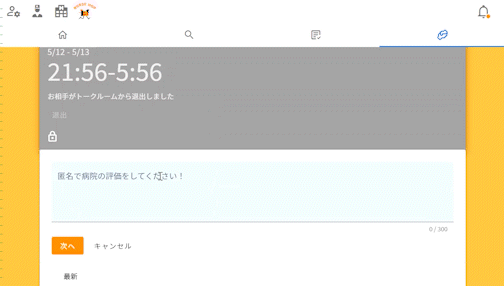 5/12 - 5/13
21:56-5:56
お相手がトークルームから退出しました
退出
匿名で病院の評価をしてください！
0 / 300
次へ
キャンセル
最新